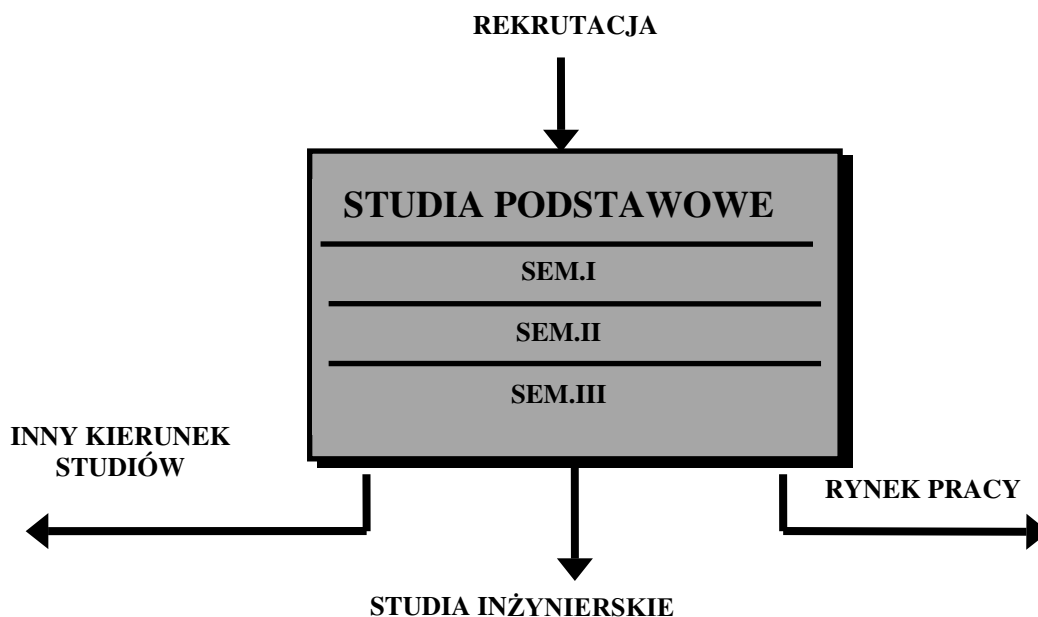 REKRUTACJA
STUDIA PODSTAWOWE
SEM.I
SEM.II
SEM.III
INNY KIERUNEK
STUDIÓW
RYNEK PRACY
STUDIA INŻYNIERSKIE